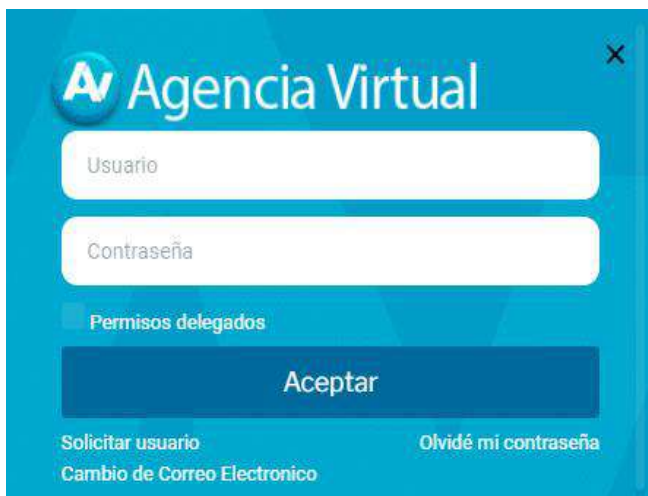 AV Agencia Virtual
Usuario
Contraseña
Permisos delegados
Aceptar
Solicitar usuario Olvidé mi contraseña
Cambio de Correo Electronico